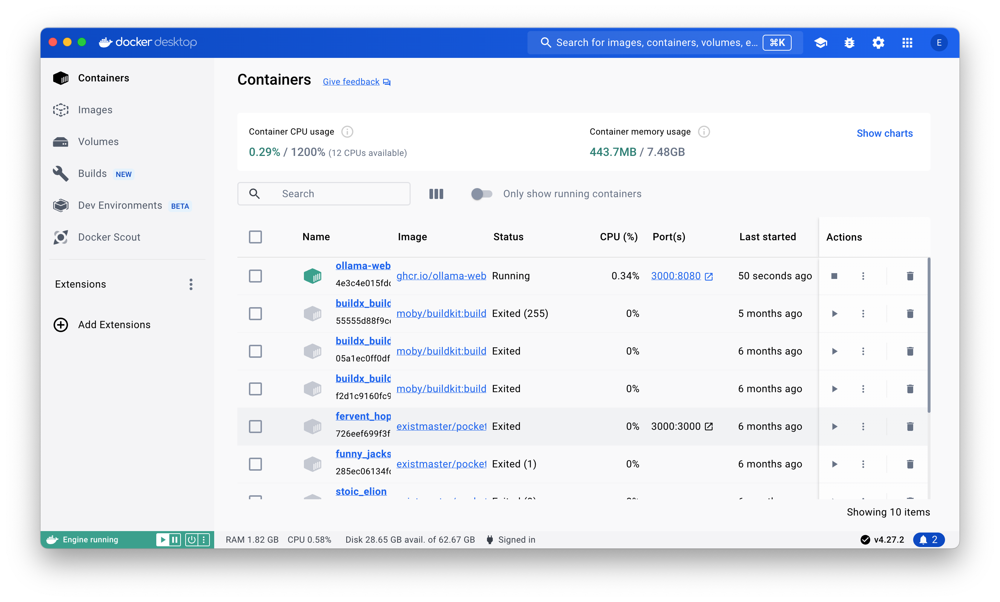 docker desktop
Search for images, containers, volumes, e... ⌘K
E
Containers
Images
Volumes
Builds NEW
Dev Environments BETA
Docker Scout
Extensions
Add Extensions
Containers Give feedback
Container CPU usage
0.29% / 1200% (12 CPUs available)
Container memory usage
443.7MB / 7.48GB
Show charts
Search
Only show running containers
Name Image Status CPU (%) Port(s) Last started Actions
ollama-web
4e3c4e015fd
ghcr.io/ollama-web Running 0.34% 3000:8080 50 seconds ago
buildx_build
55555d88f9c
moby/buildkit:build Exited (255) 0% 5 months ago
buildx_build
05a1ec0ff0df
moby/buildkit:build Exited 0% 6 months ago
buildx_build
f2d1c9160fc9
moby/buildkit:build Exited 0% 6 months ago
fervent_hop
726eef699f3f
existmaster/pocket Exited 0% 3000:3000 6 months ago
funny_jacks
285ec06134f
existmaster/pocket Exited (1) 0% 6 months ago
stoic_elion
Showing 10 items
Engine running
RAM 1.82 GB CPU 0.58% Disk 28.65 GB avail. of 62.67 GB Signed in
v4.27.2
2